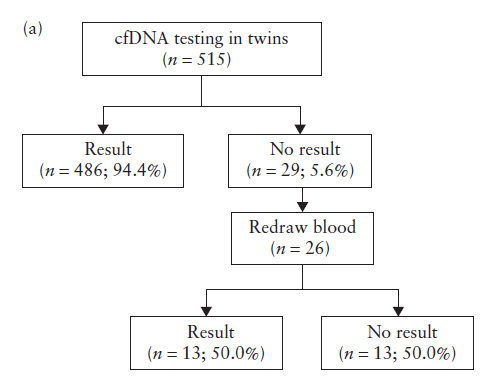 (a)
cfDNA testing in twins
(n = 515)
Result
(n = 486; 94.4%)
No result
(n = 29; 5.6%)
Redraw blood
(n = 26)
Result
(n = 13; 50.0%)
No result
(n = 13; 50.0%)